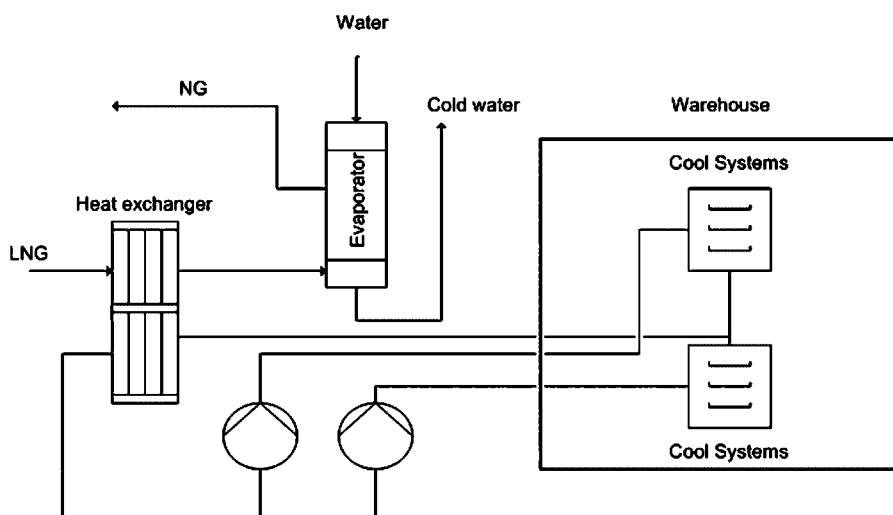 Water
NG
Cold water
Warehouse
Cool Systems
Evaporator
Heat exchanger
LNG
Cool Systems